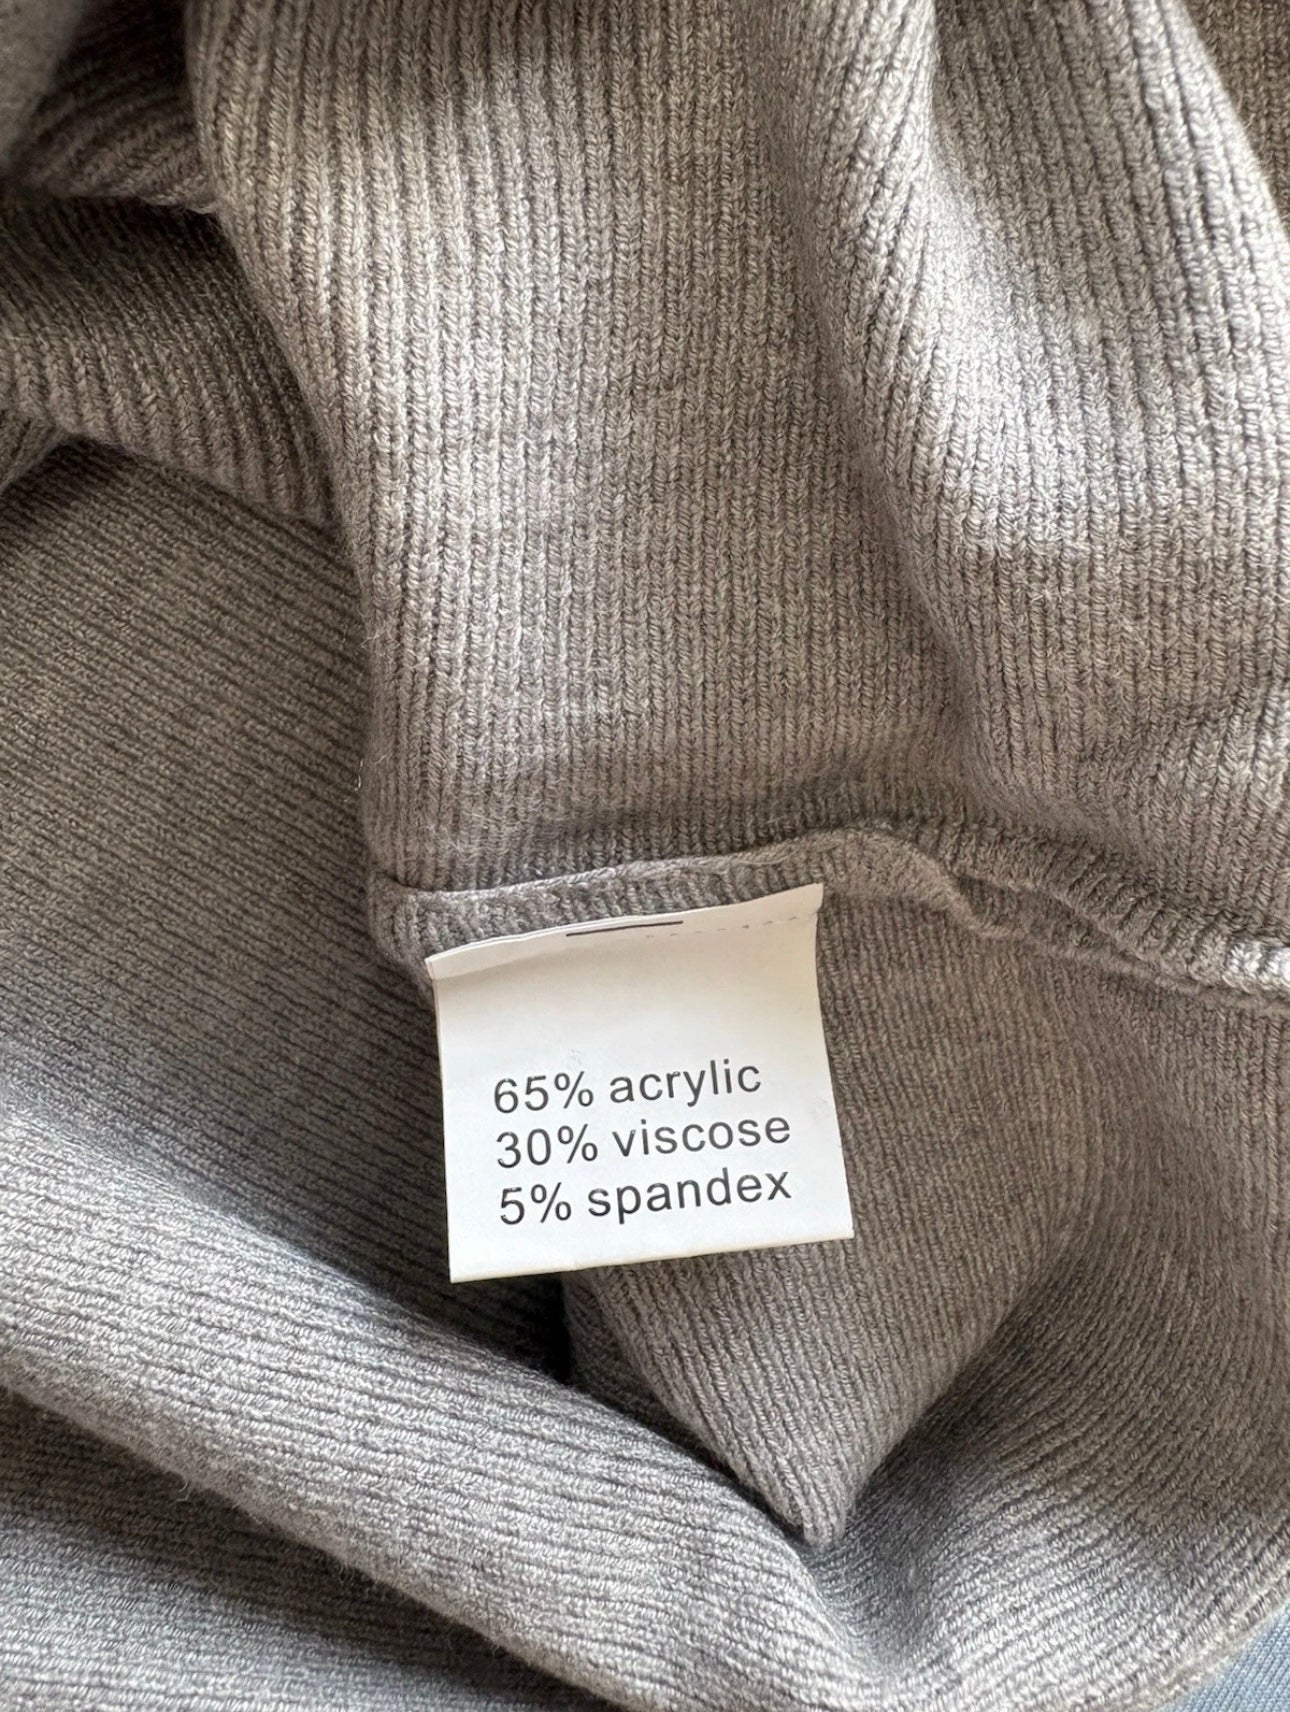 65% acrylic
30% viscose
5% spandex